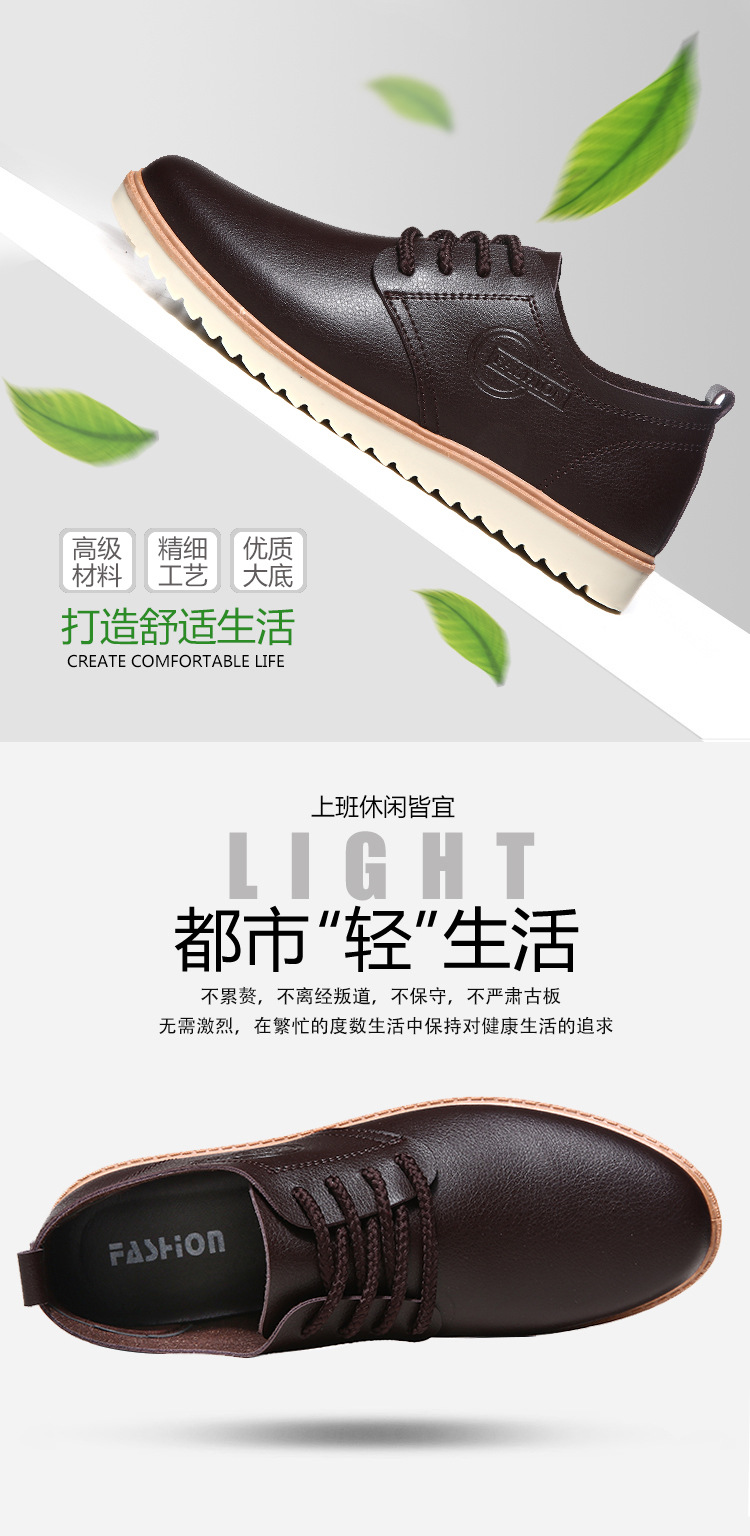 FASHION
高级
材料
精细
工艺
优质
大底
打造舒适生活
CREATE COMFORTABLE LIFE
上班休闲皆宜
LIGHT
都市“轻”生活
不累赘，不离经叛道，不保守，不严肃古板
无需激烈，在繁忙的度数生活中保持对健康生活的追求
FASHION